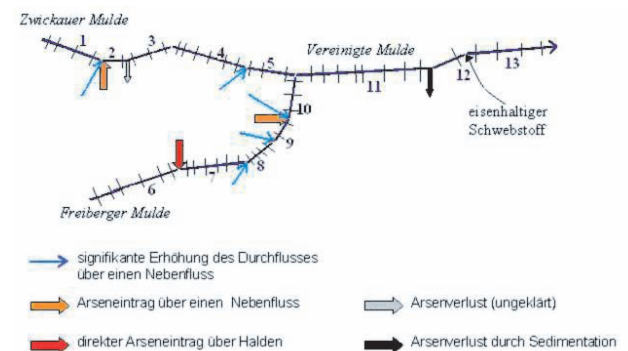 Zwickauer Mulde
1
2
3
4
5
Vereinigte Mulde
11
12
13
eisenhaltiger
Schwebstoff
10
9
8
7
6
Freiberger Mulde
signifikante Erhöhung des Durchflusses
über einen Nebenfluss
Arseneintrag über einen Nebenfluss
Arsenverlust (ungeklärt)
direkter Arseneintrag über Halden
Arsenverlust durch Sedimentation